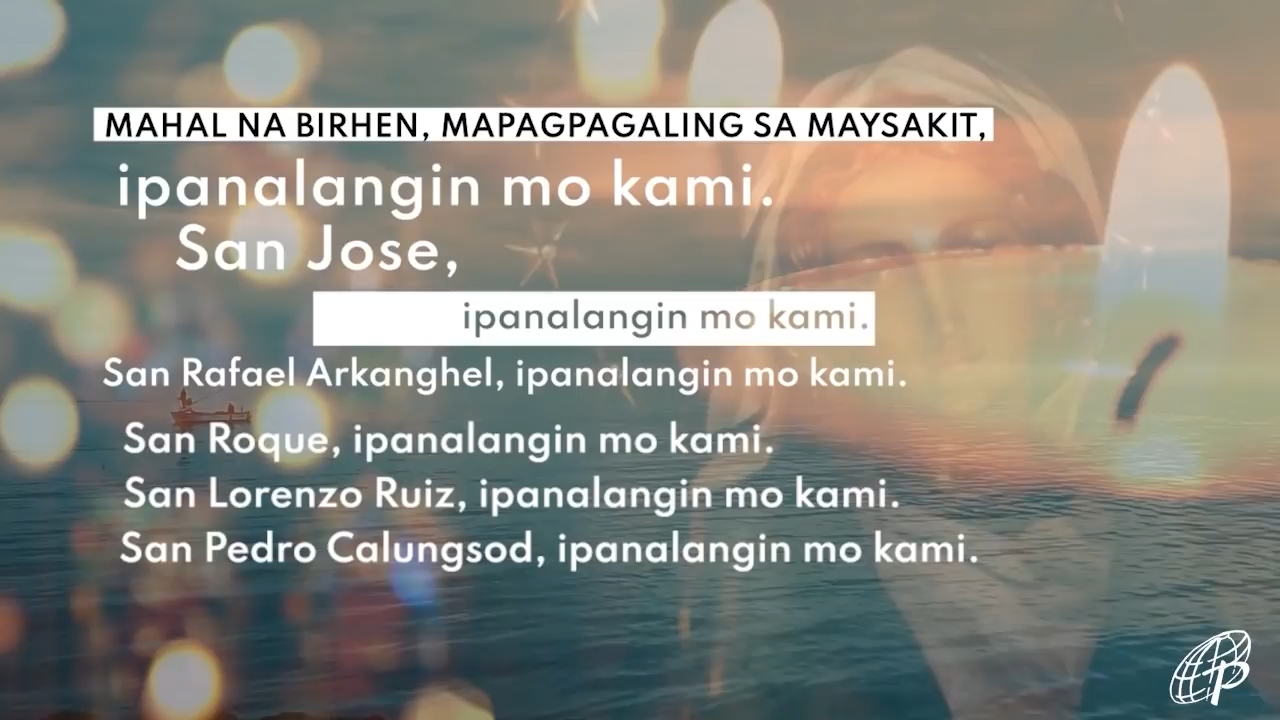 MAHAL NA BIRHEN, MAPAGPAGALING SA MAYSAKIT,
ipanalangin mo kami.
San Jose,
ipanalangin mo kami.
San Rafael Arkanghel, ipanalangin mo kami.
San Roque, ipanalangin mo kami.
San Lorenzo Ruiz, ipanalangin mo kami.
San Pedro Calungsod, ipanalangin mo kami.